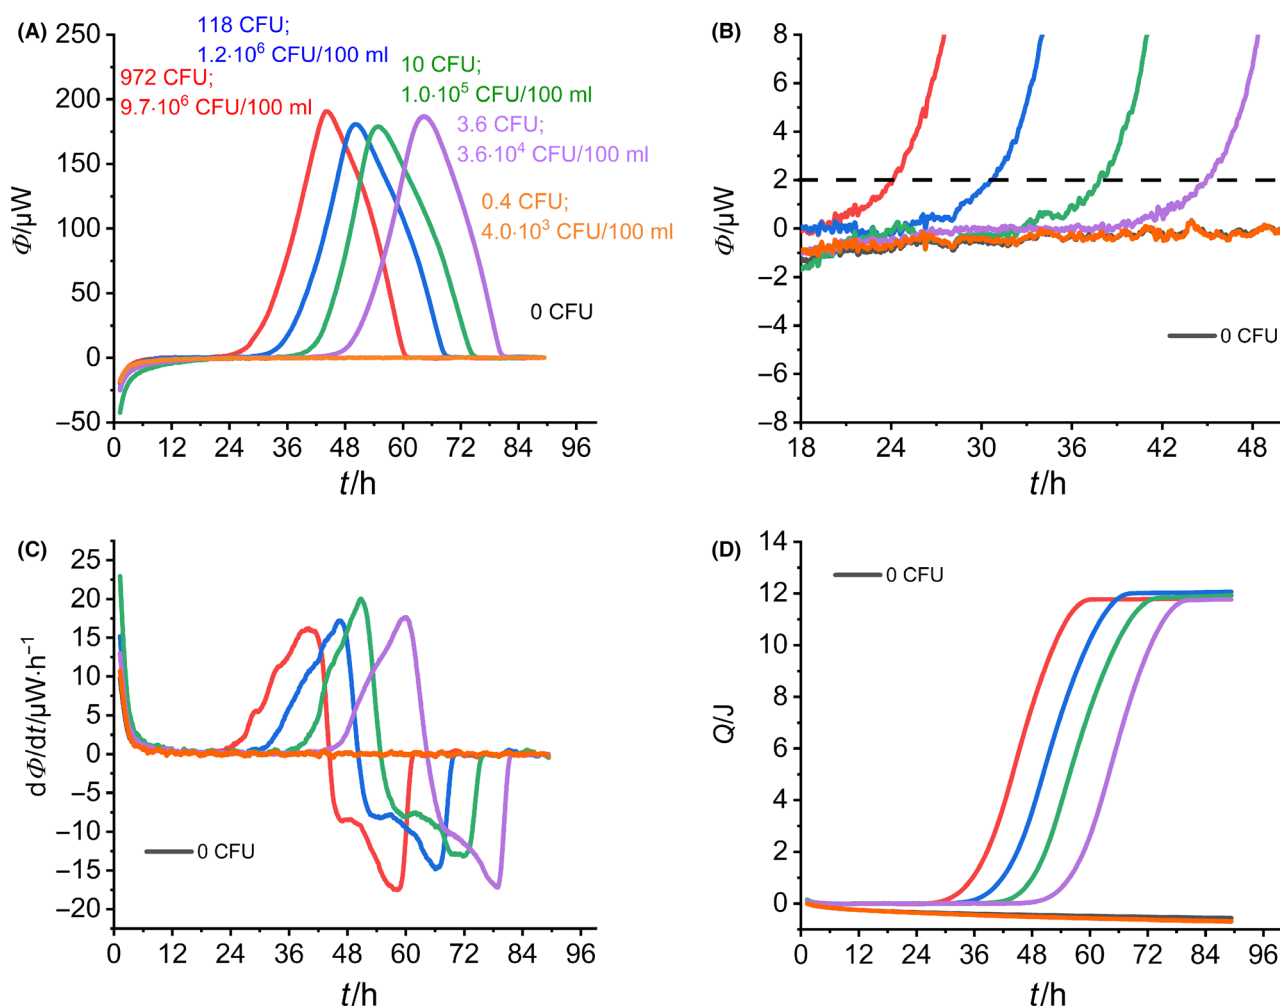 (A)
250
200
150
100
50
0
–50
Φ/µW
118 CFU;
1.2·10⁶ CFU/100 ml
972 CFU;
9.7·10⁶ CFU/100 ml
10 CFU;
1.0·10⁵ CFU/100 ml
3.6 CFU;
3.6·10⁴ CFU/100 ml
0.4 CFU;
4.0·10³ CFU/100 ml
0 CFU
0 12 24 36 48 60 72 84 96
t/h
(B)
8
6
4
2
0
–2
–4
–6
–8
Φ/µW
0 CFU
18 24 30 36 42 48
t/h
(C)
25
20
15
10
5
0
–5
–10
–15
–20
dΦ/dt/µW·h⁻¹
0 CFU
0 12 24 36 48 60 72 84 96
t/h
(D)
14
12
10
8
6
4
2
0
Q/J
0 CFU
0 12 24 36 48 60 72 84 96
t/h